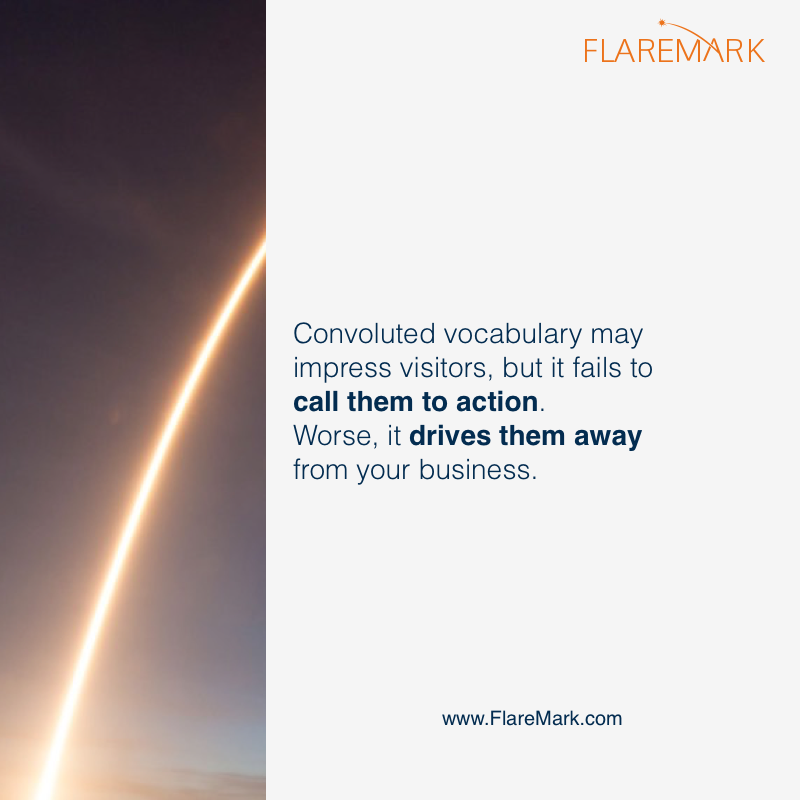 FLAREMARK
Convoluted vocabulary may
impress visitors, but it fails to
call them to action.
Worse, it drives them away
from your business.
www.FlareMark.com